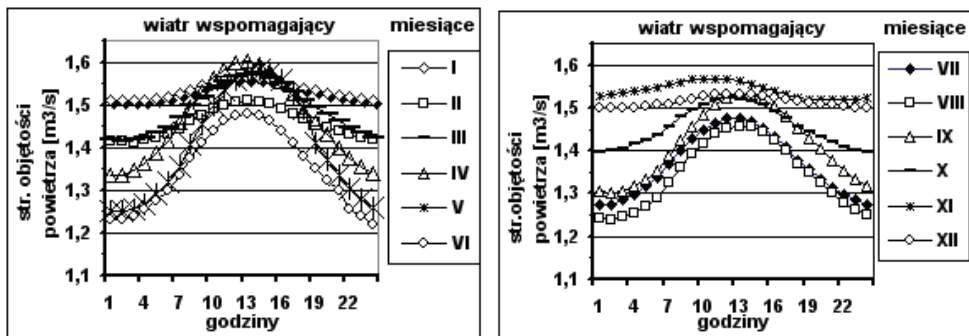 wiatr wspomagający miesiące
str. objętości
powietrza [m3/s]
1,6
1,5
1,4
1,3
1,2
1,1
1 4 7 10 13 16 19 22
godziny
I
II
III
IV
V
VI
wiatr wspomagający miesiące
str.objętości
powietrza [m3/s]
1,6
1,5
1,4
1,3
1,2
1,1
1 4 7 10 13 16 19 22
godziny
VII
VIII
IX
X
XI
XII